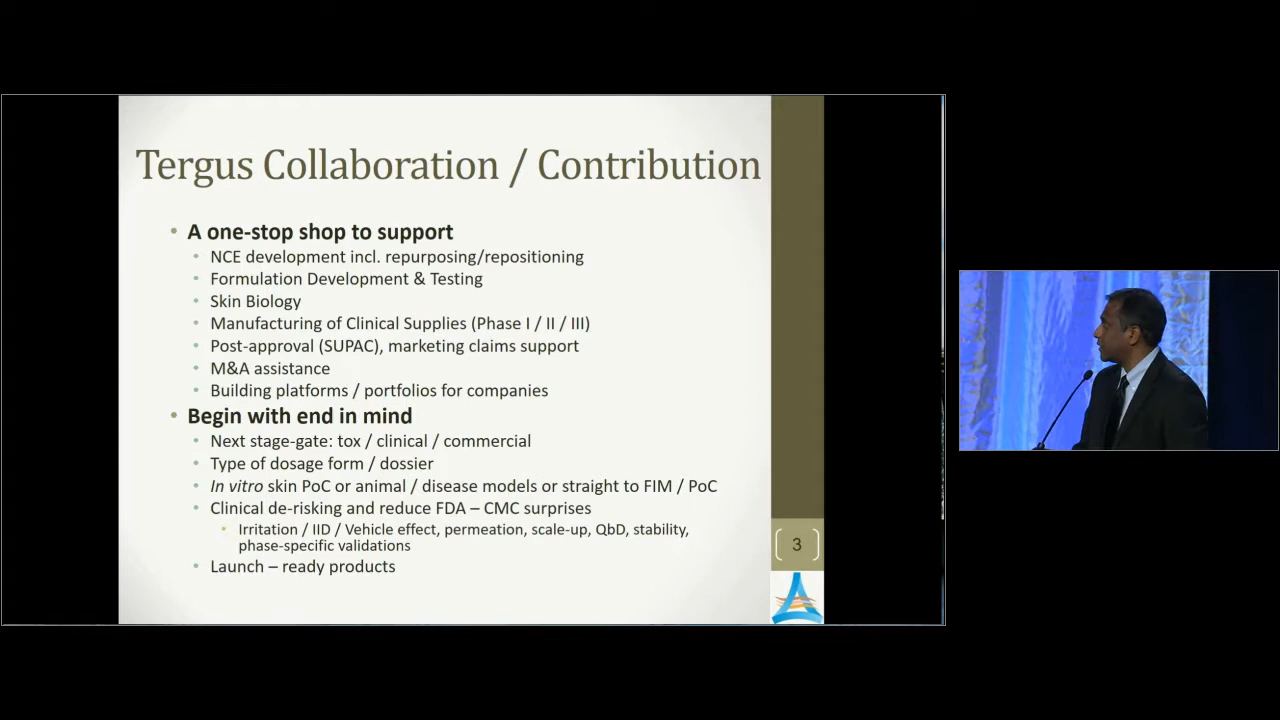 Tergus Collaboration / Contribution
• A one-stop shop to support
• NCE development incl. repurposing/repositioning
• Formulation Development & Testing
• Skin Biology
• Manufacturing of Clinical Supplies (Phase I / II / III)
• Post-approval (SUPAC), marketing claims support
• M&A assistance
• Building platforms / portfolios for companies
• Begin with end in mind
• Next stage-gate: tox / clinical / commercial
• Type of dosage form / dossier
• In vitro skin PoC or animal / disease models or straight to FIM / PoC
• Clinical de-risking and reduce FDA – CMC surprises
• Irritation / IID / Vehicle effect, permeation, scale-up, QbD, stability,
phase-specific validations
• Launch – ready products
3